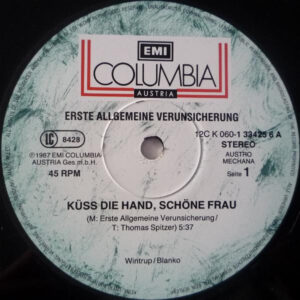 EMI
COLUMBIA
AUSTRIA
ERSTE ALLGEMEINE VERUNSICHERUNG
LC 8428
12C K 060-1 33425 6 A
STEREO
℗1987 EMI COLUMBIA
AUSTRIA Ges.m.b.H.
AUSTRO
MECHANA
45 RPM
Seite 1
KÜSS DIE HAND, SCHÖNE FRAU
(M: Erste Allgemeine Verunsicherung/
T: Thomas Spitzer) 5:37
Wintrup/Blanko